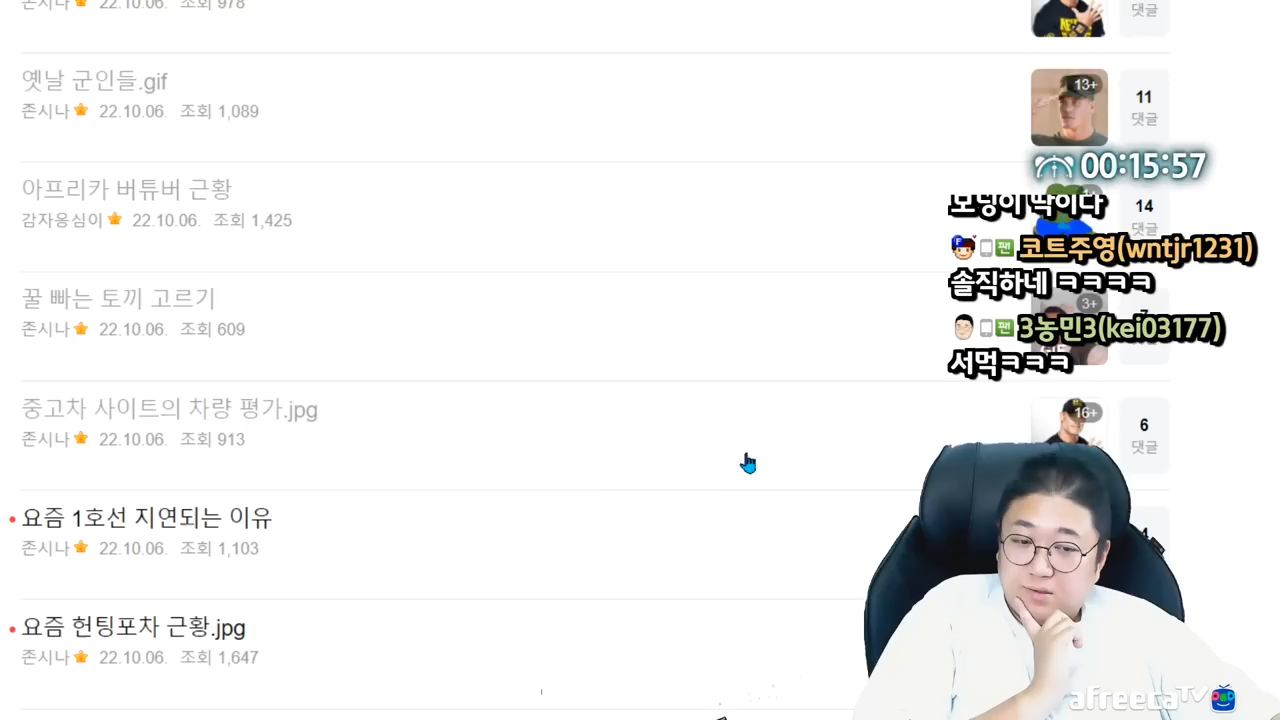 존시나 22.10.06. 조회 978
댓글
옛날 군인들.gif
존시나 22.10.06. 조회 1,089
13+
11
댓글
00:15:57
아프리카 버튜버 근황
감자옹심이 22.10.06. 조회 1,425
14
댓글
모닝이 딱이다
코트주영(wntjr1231)
솔직하네 ㅋㅋㅋㅋ
꿀 빠는 토끼 고르기
존시나 22.10.06. 조회 609
3+
3농민3(kei03177)
서먹ㅋㅋㅋ
중고차 사이트의 차량 평가.jpg
존시나 22.10.06. 조회 913
16+
6
댓글
요즘 1호선 지연되는 이유
존시나 22.10.06. 조회 1,103
요즘 헌팅포차 근황.jpg
존시나 22.10.06. 조회 1,647
afreecaTV